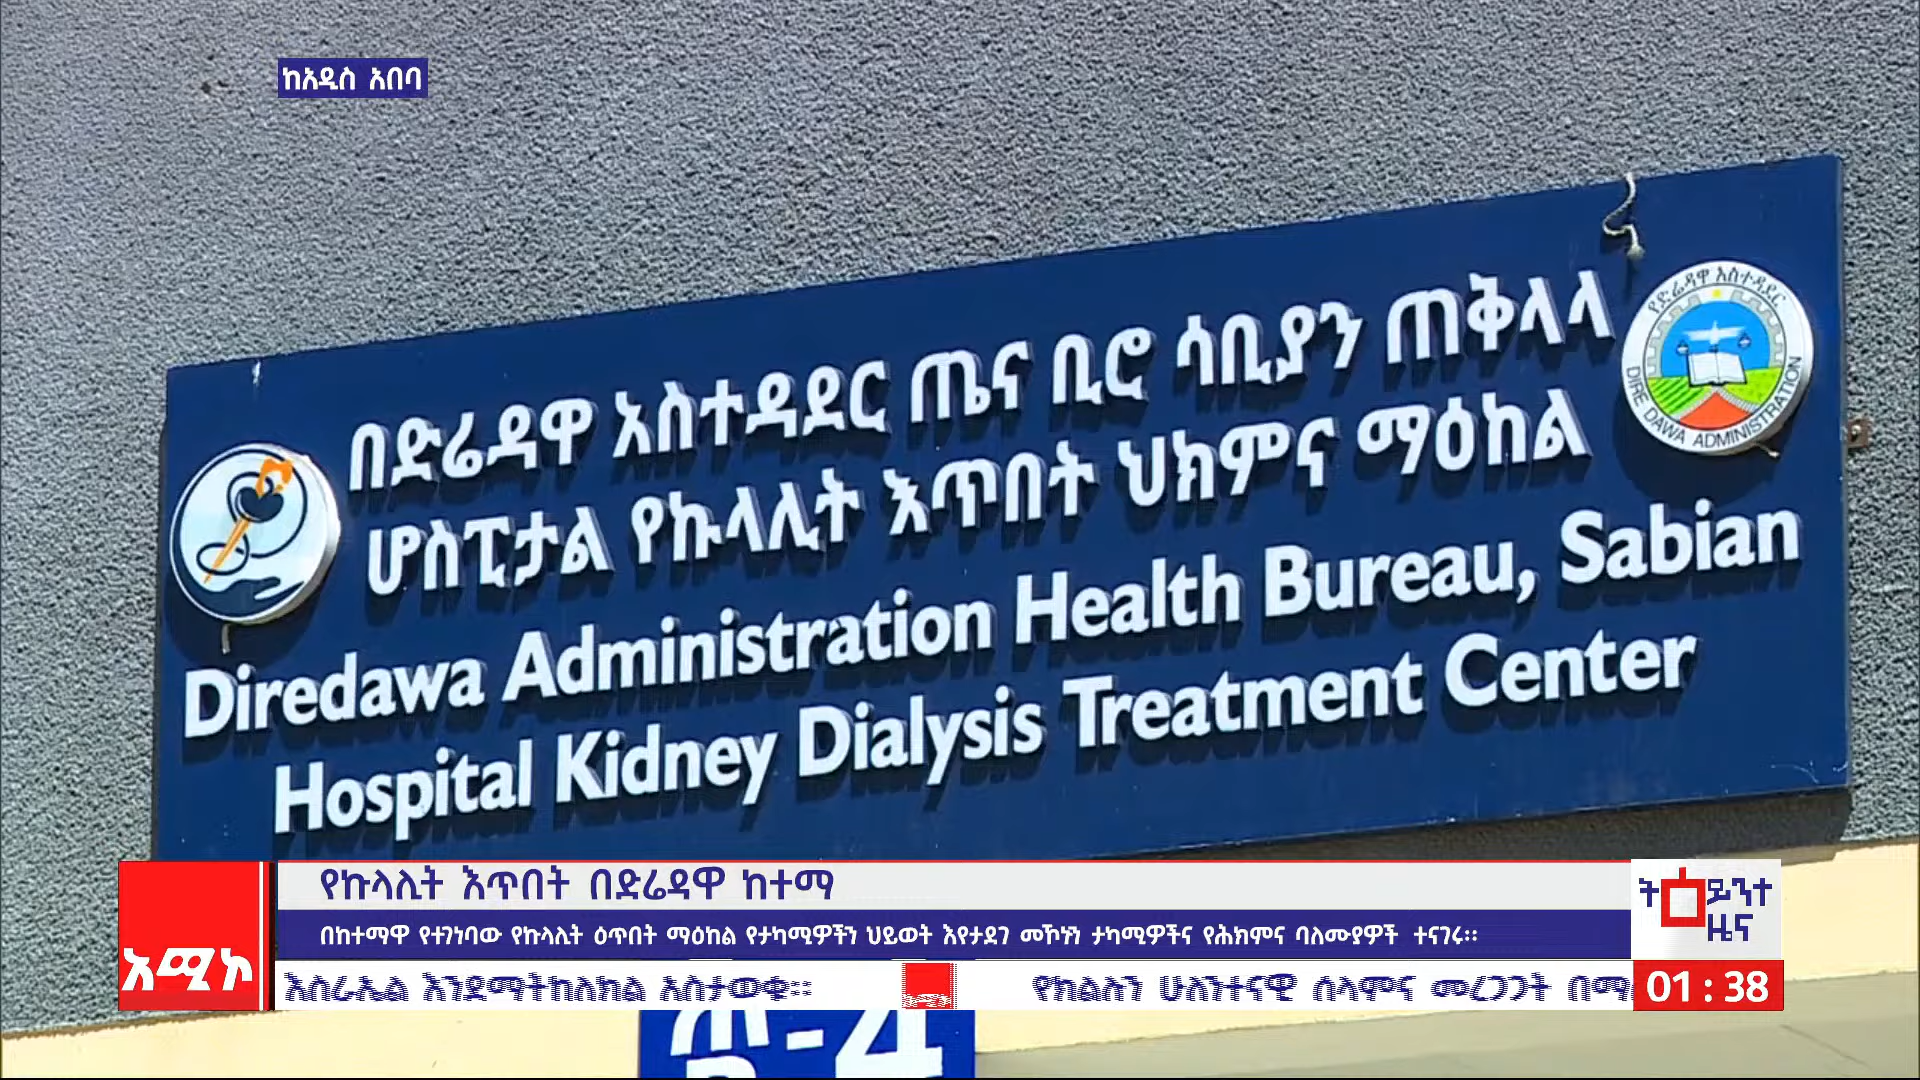 ከአዲስ አበባ
በድሬዳዋ አስተዳደር ጤና ቢሮ ሳቢያን ጠቅላላ
ሆስፒታል የኩላሊት እጥበት ህክምና ማዕከል
Diredawa Administration Health Bureau, Sabian
Hospital Kidney Dialysis Treatment Center
የድሬዳዋ አስተዳደር
DIRE DAWA ADMINISTRATION
የኩላሊት እጥበት በድሬዳዋ ከተማ
በከተማዋ የተገነባው የኩላሊት ዕጥበት ማዕከል የታካሚዎችን ህይወት እየታደገ መኾኑን ታካሚዎችና የሕክምና ባለሙያዎች ተናገሩ።
አሚኮ
ትዕይንተ
ዜና
እስራኤል እንደማትከለክል አስታወቁ።
የክልሉን ሁለንተናዊ ሰላምና መረጋጋት
01 : 38